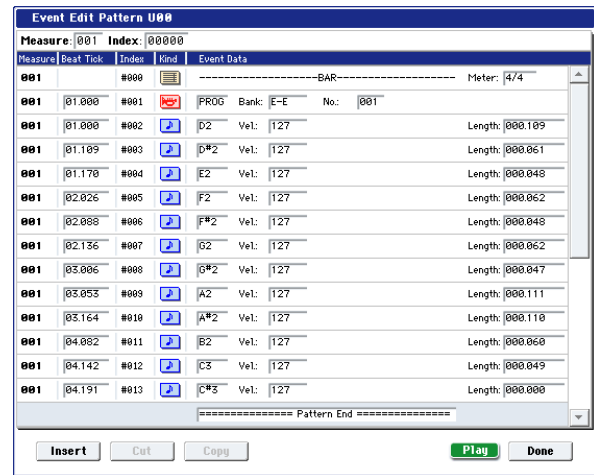 Event Edit Pattern U00
Measure: 001 Index: 00000
Measure Beat Tick Index Kind Event Data
001 #000 --------------------BAR-------------------- Meter: 4/4
001 01.000 #001 PROG Bank: E-E No.: 001
001 01.000 #002 D2 Vel.: 127 Length: 000.109
001 01.109 #003 D#2 Vel.: 127 Length: 000.061
001 01.170 #004 E2 Vel.: 127 Length: 000.048
001 02.026 #005 F2 Vel.: 127 Length: 000.062
001 02.088 #006 F#2 Vel.: 127 Length: 000.048
001 02.136 #007 G2 Vel.: 127 Length: 000.062
001 03.006 #008 G#2 Vel.: 127 Length: 000.047
001 03.053 #009 A2 Vel.: 127 Length: 000.111
001 03.164 #010 A#2 Vel.: 127 Length: 000.110
001 04.082 #011 B2 Vel.: 127 Length: 000.060
001 04.142 #012 C3 Vel.: 127 Length: 000.049
001 04.191 #013 C#3 Vel.: 127 Length: 000.000
=============== Pattern End ===============
Insert Cut Copy Play Done